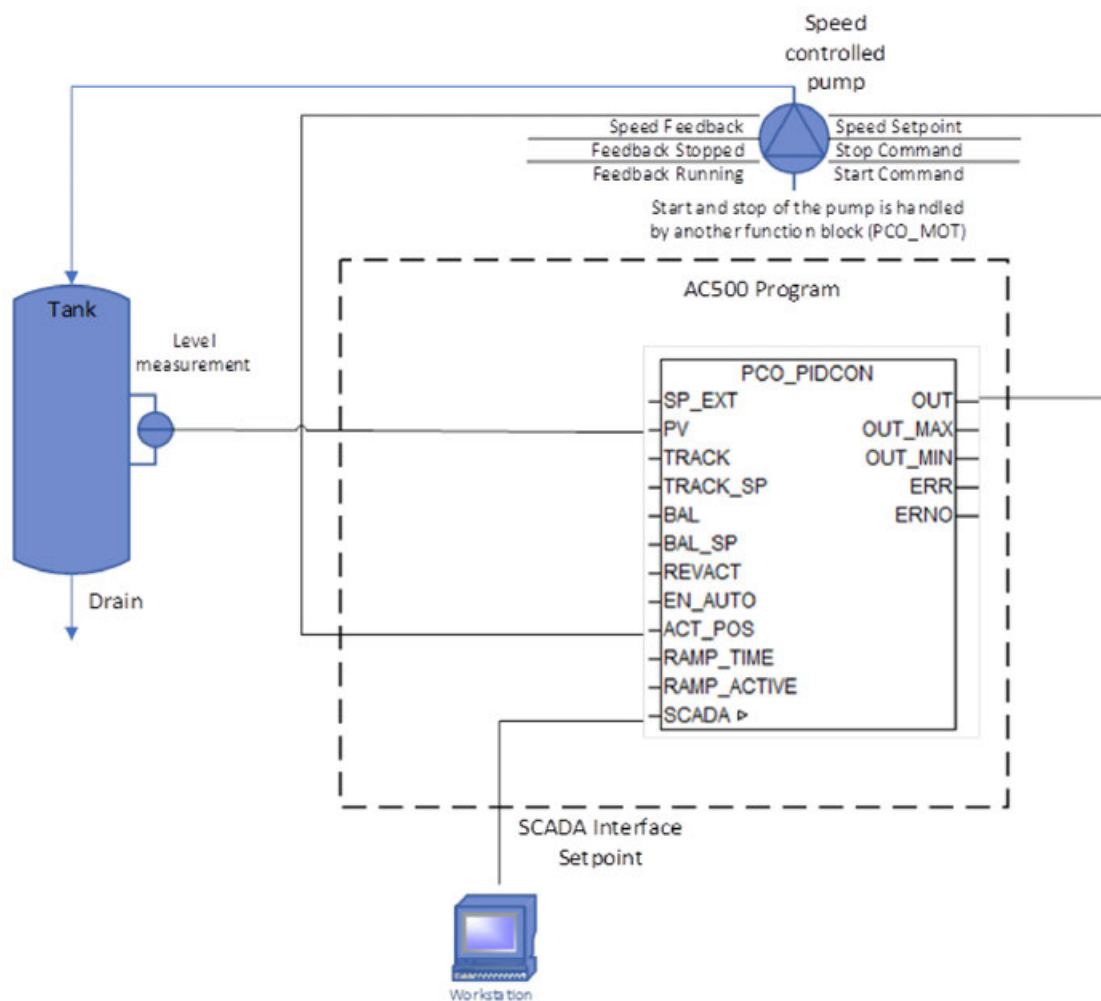 Speed
controlled
pump
Speed Feedback
Feedback Stopped
Feedback Running
Speed Setpoint
Stop Command
Start Command
Start and stop of the pump is handled
by another function block (PCO_MOT)
AC500 Program
Tank
Level
measurement
Drain
PCO_PIDCON
SP_EXT
PV
TRACK
TRACK_SP
BAL
BAL_SP
REVACT
EN_AUTO
ACT_POS
RAMP_TIME
RAMP_ACTIVE
SCADA
OUT
OUT_MAX
OUT_MIN
ERR
ERNO
SCADA Interface
Setpoint
Workstation